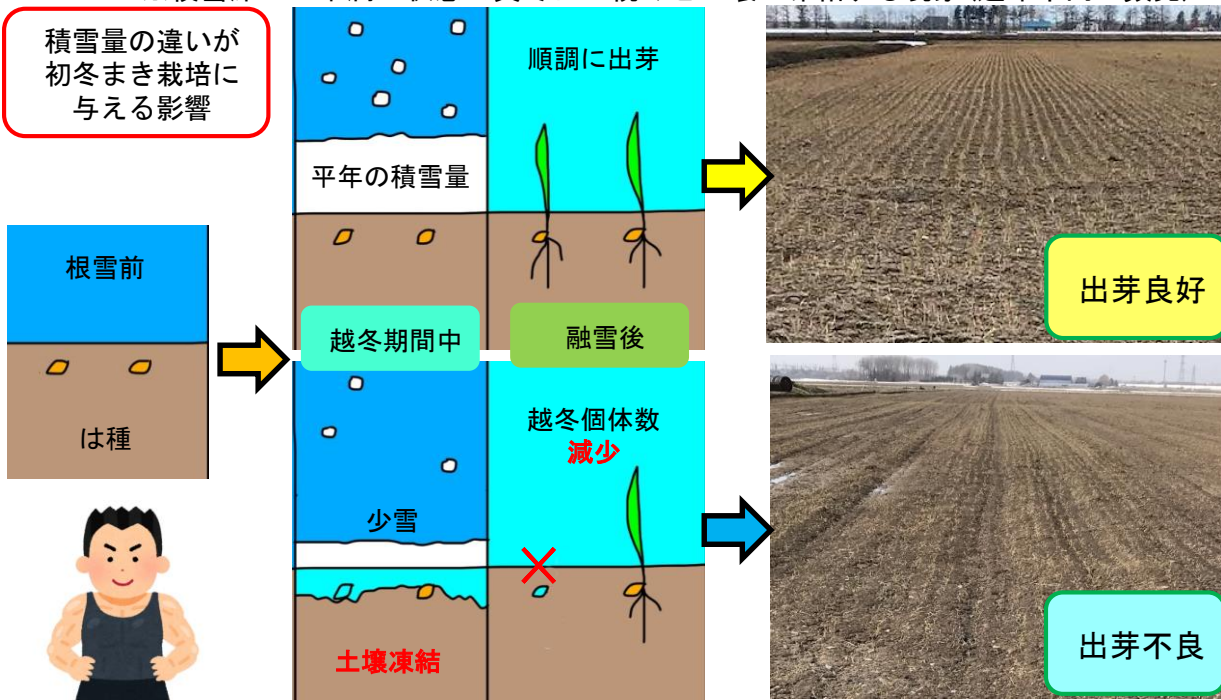 積雪量の違いが
初冬まき栽培に
与える影響
根雪前
は種
平年の積雪量
順調に出芽
越冬期間中
融雪後
少雪
土壌凍結
越冬個体数
減少
出芽良好
出芽不良